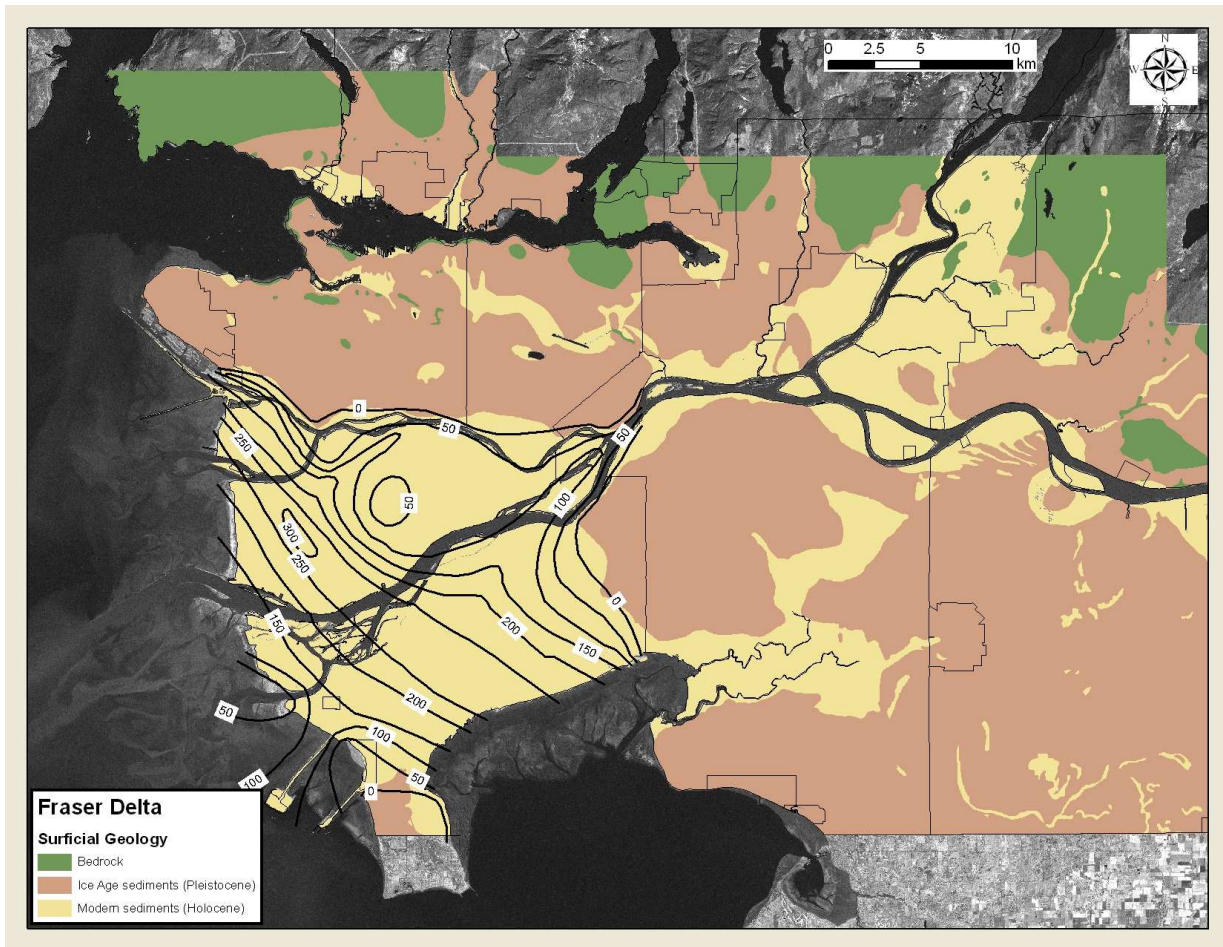 0 2.5 5 10
km
N
W E
S
0
50
250
50
50
100
300
250
0
150
200
150
200
50
100
100
50
0
Fraser Delta
Surficial Geology
Bedrock
Ice Age sediments (Pleistocene)
Modern sediments (Holocene)